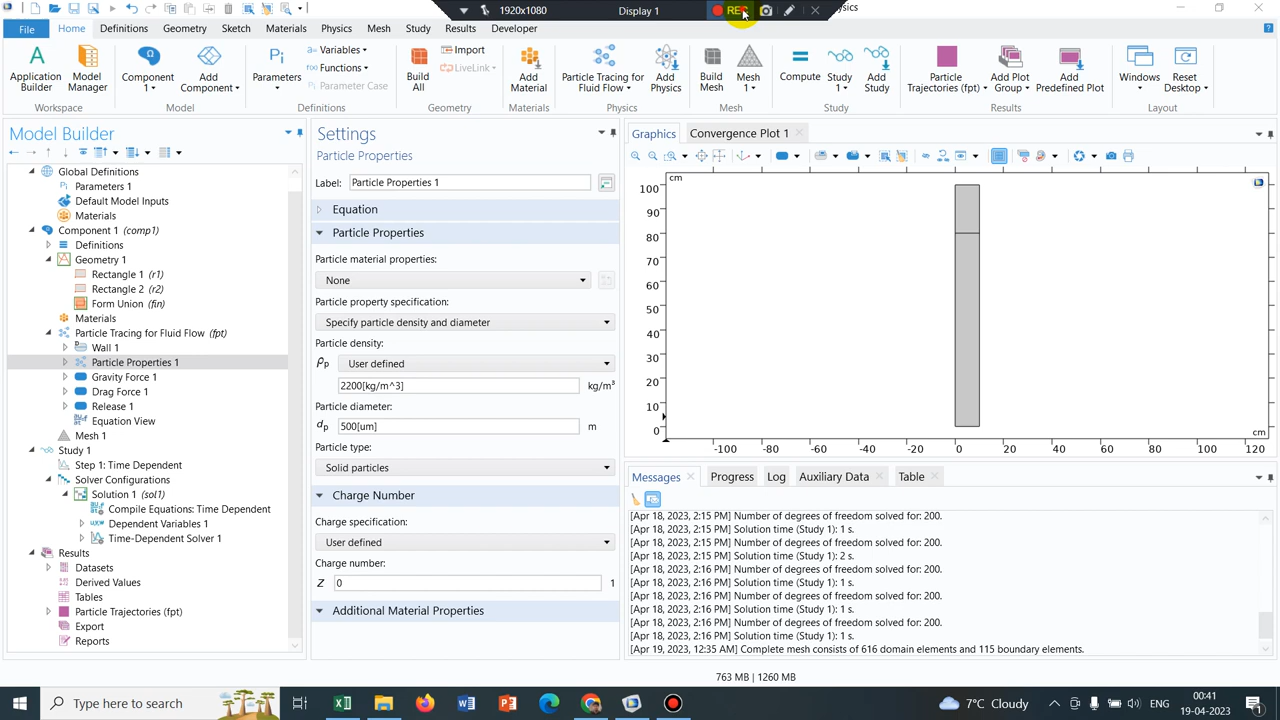 1920x1080
Display 1
REC
ysics
File
Home
Definitions
Geometry
Sketch
Materials
Physics
Mesh
Study
Results
Developer
Application Builder
Model Manager
Workspace
Component 1
Add Component
Model
Parameters
Variables
Functions
Parameter Case
Definitions
Build All
Import
LiveLink
Geometry
Add Material
Materials
Particle Tracing for Fluid Flow
Add Physics
Physics
Build Mesh
Mesh 1
Mesh
Compute
Study 1
Add Study
Study
Particle Trajectories (fpt)
Add Plot Group
Add Predefined Plot
Results
Windows
Reset Desktop
Layout
Model Builder
Global Definitions
Parameters 1
Default Model Inputs
Materials
Component 1 (comp1)
Definitions
Geometry 1
Rectangle 1 (r1)
Rectangle 2 (r2)
Form Union (fin)
Materials
Particle Tracing for Fluid Flow (fpt)
Wall 1
Particle Properties 1
Gravity Force 1
Drag Force 1
Release 1
Equation View
Mesh 1
Study 1
Step 1: Time Dependent
Solver Configurations
Solution 1 (sol1)
Compile Equations: Time Dependent
Dependent Variables 1
Time-Dependent Solver 1
Results
Datasets
Derived Values
Tables
Particle Trajectories (fpt)
Export
Reports
Settings
Particle Properties
Label: Particle Properties 1
Equation
Particle Properties
Particle material properties:
None
Particle property specification:
Specify particle density and diameter
Particle density:
ρp User defined
2200[kg/m^3] kg/m³
Particle diameter:
dp 500[um] m
Particle type:
Solid particles
Charge Number
Charge specification:
User defined
Charge number:
Z 0 1
Additional Material Properties
Graphics
Convergence Plot 1
cm
100
90
80
70
60
50
40
30
20
10
0
cm
-100 -80 -60 -40 -20 0 20 40 60 80 100 120
Messages
Progress
Log
Auxiliary Data
Table
[Apr 18, 2023, 2:15 PM] Number of degrees of freedom solved for: 200.
[Apr 18, 2023, 2:15 PM] Solution time (Study 1): 1 s.
[Apr 18, 2023, 2:15 PM] Number of degrees of freedom solved for: 200.
[Apr 18, 2023, 2:15 PM] Solution time (Study 1): 2 s.
[Apr 18, 2023, 2:16 PM] Number of degrees of freedom solved for: 200.
[Apr 18, 2023, 2:16 PM] Solution time (Study 1): 1 s.
[Apr 18, 2023, 2:16 PM] Number of degrees of freedom solved for: 200.
[Apr 18, 2023, 2:16 PM] Solution time (Study 1): 1 s.
[Apr 18, 2023, 2:16 PM] Number of degrees of freedom solved for: 200.
[Apr 18, 2023, 2:16 PM] Solution time (Study 1): 1 s.
[Apr 19, 2023, 12:35 AM] Complete mesh consists of 616 domain elements and 115 boundary elements.
763 MB | 1260 MB
Type here to search
7°C Cloudy
ENG
00:41
19-04-2023